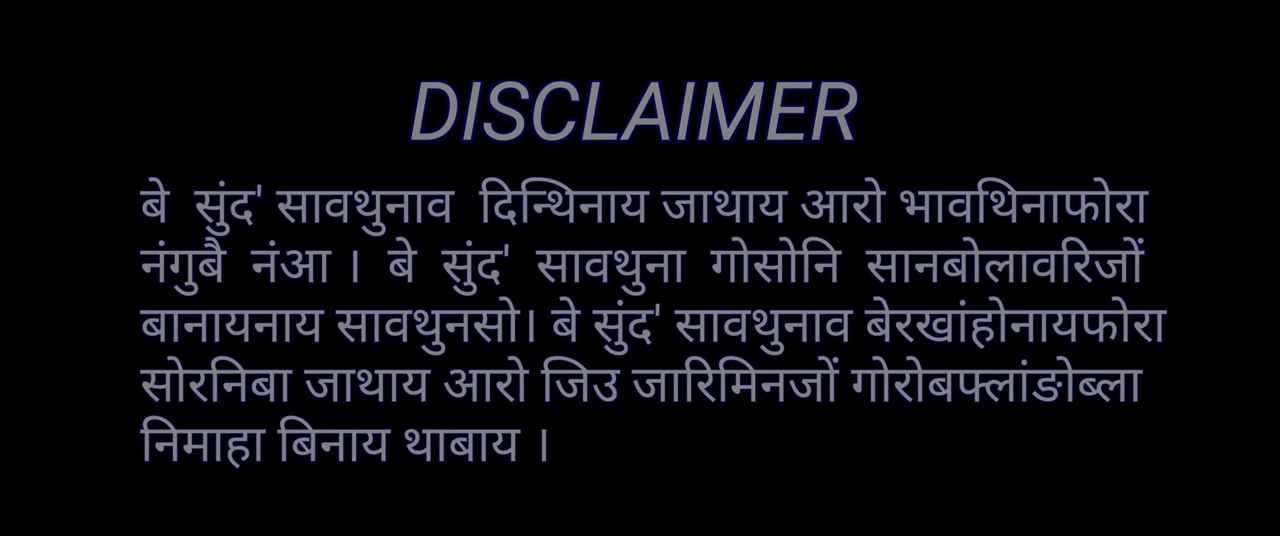 DISCLAIMER
बे सुंद' सावथुनाव दिन्थिनाय जाथाय आरो भावथिनाफोरा
नंगुबै नंआ । बे सुंद' सावथुना गोसोनि सानबोलावरिजों
बानायनाय सावथुनसो। बे सुंद' सावथुनाव बेरखांहोनायफोरा
सोरनिबा जाथाय आरो जिउ जारिमिनजों गोरोबफ्लांङोब्ला
निमाहा बिनाय थाबाय ।